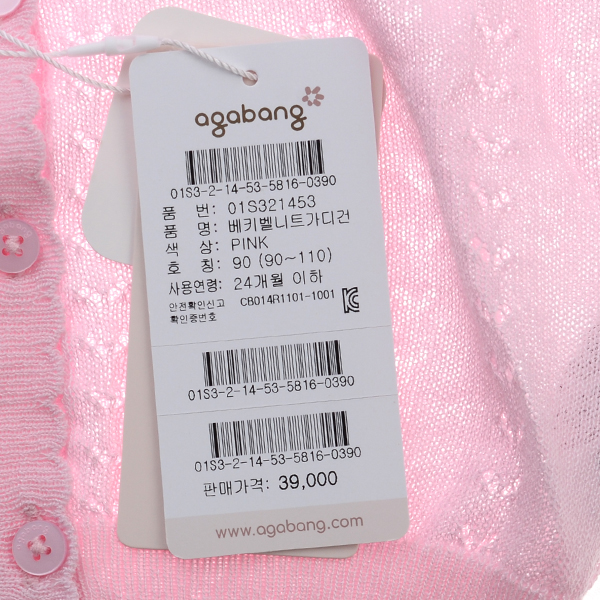 agabang
01S3-2-14-53-5816-0390
품 번: 01S321453
품 명: 베키벨니트가디건
색 상: PINK
호 칭: 90 (90~110)
사용연령: 24개월 이하
안전확인신고 CB014R1101-1001
확인증번호
01S3-2-14-53-5816-0390
01S3-2-14-53-5816-0390
판매가격: 39,000
www.agabang.com